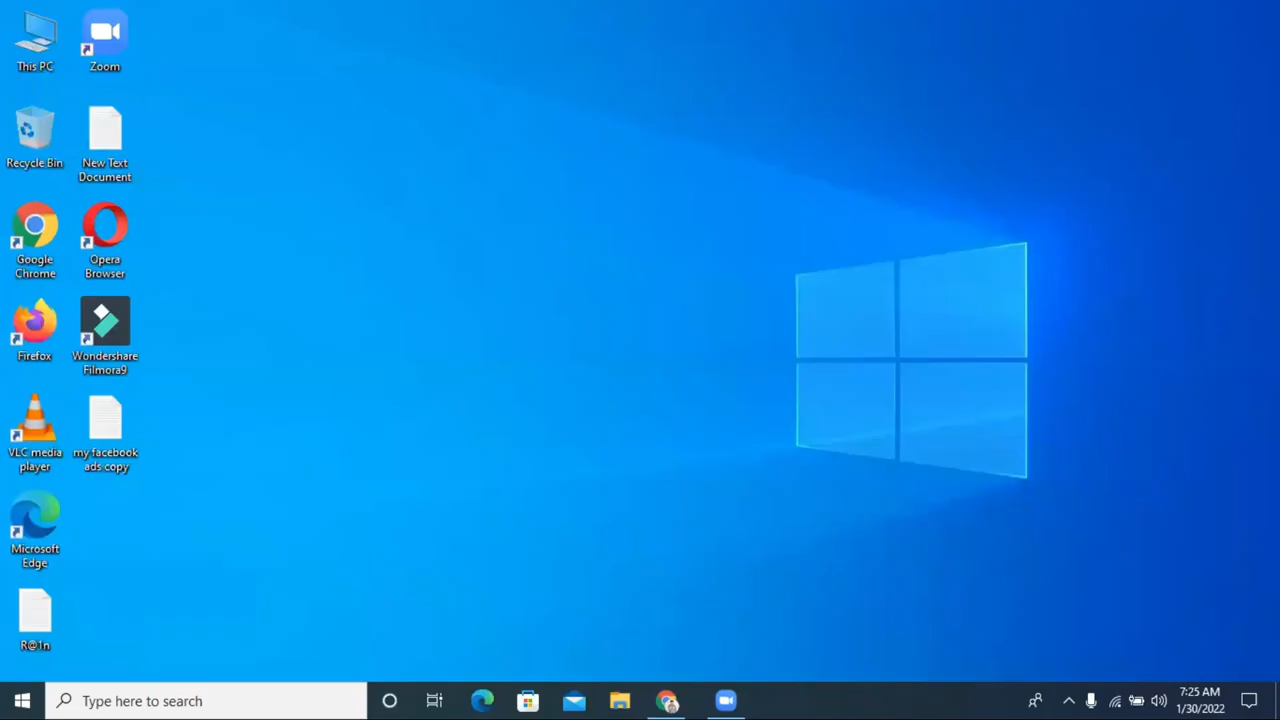 This PC
Zoom
Recycle Bin
New Text
Document
Google
Chrome
Opera
Browser
Firefox
Wondershare
Filmora9
VLC media
player
my facebook
ads copy
Microsoft
Edge
R@1n
Type here to search
7:25 AM
1/30/2022